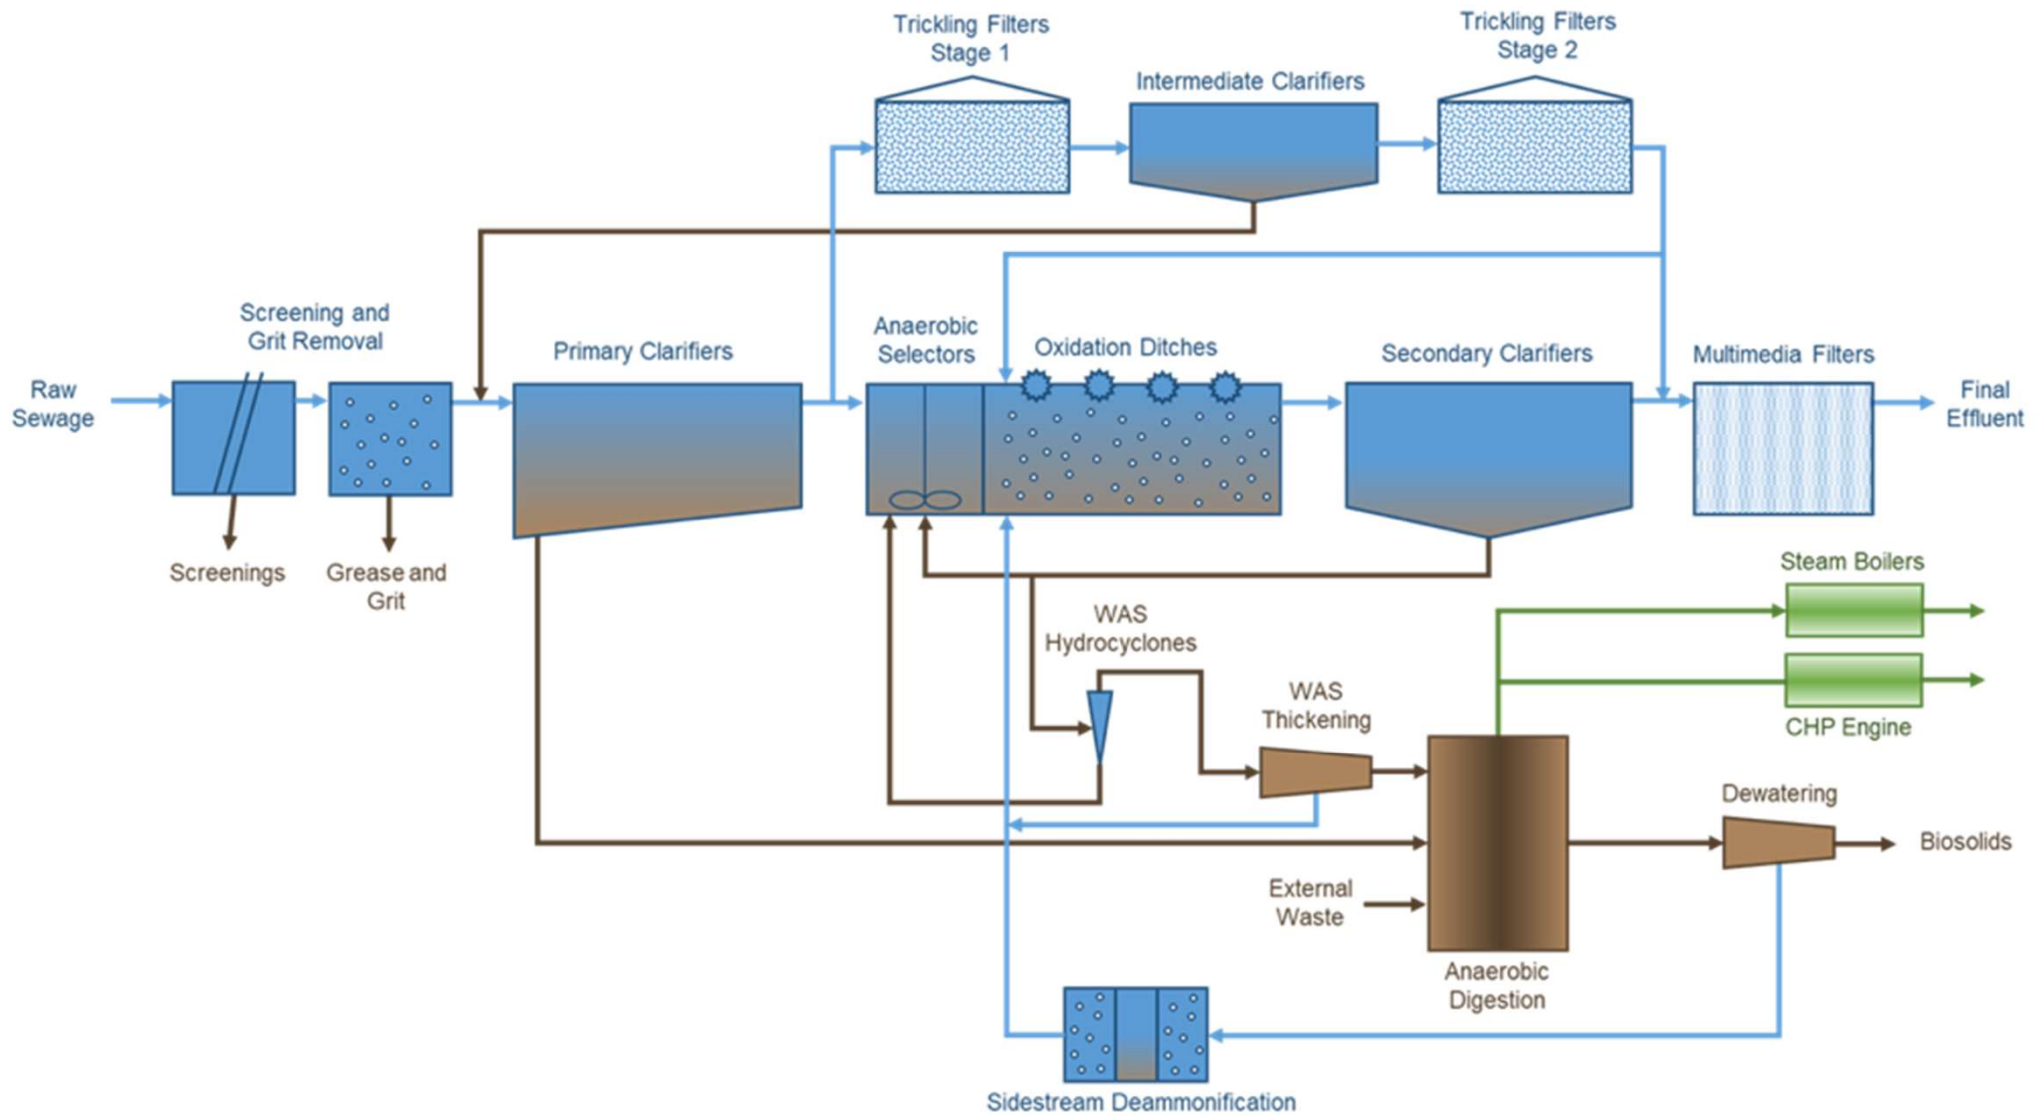 Trickling Filters
Stage 1
Intermediate Clarifiers
Trickling Filters
Stage 2
Screening and
Grit Removal
Primary Clarifiers
Anaerobic
Selectors
Oxidation Ditches
Secondary Clarifiers
Multimedia Filters
Raw
Sewage
Final
Effluent
Screenings
Grease and
Grit
WAS
Hydrocyclones
WAS
Thickening
Steam Boilers
CHP Engine
Dewatering
Biosolids
External
Waste
Anaerobic
Digestion
Sidestream Deammonification